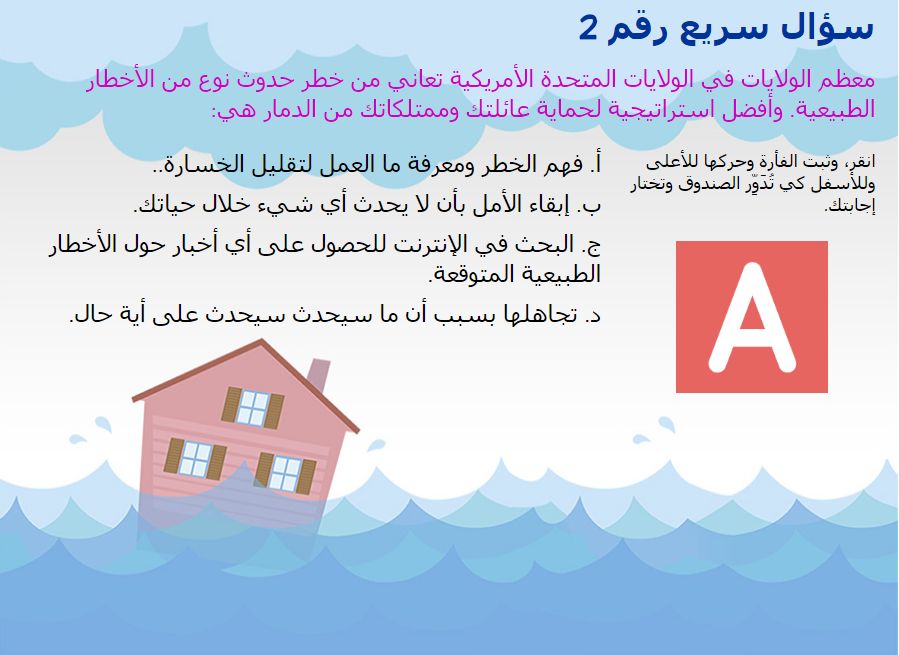 سؤال سريع رقم 2
معظم الولايات في الولايات المتحدة الأمريكية تعاني من خطر حدوث نوع من الأخطار
الطبيعية. وأفضل استراتيجية لحماية عائلتك وممتلكاتك من الدمار هي:
انقر، وثبت الفأرة وحركها للأعلى
وللأسفل كي تُدَوِّر الصندوق وتختار
إجابتك.
أ. فهم الخطر ومعرفة ما العمل لتقليل الخسارة..
ب. إبقاء الأمل بأن لا يحدث أي شيء خلال حياتك.
ج. البحث في الإنترنت للحصول على أي أخبار حول الأخطار
الطبيعية المتوقعة.
د. تجاهلها بسبب أن ما سيحدث سيحدث على أية حال.
A